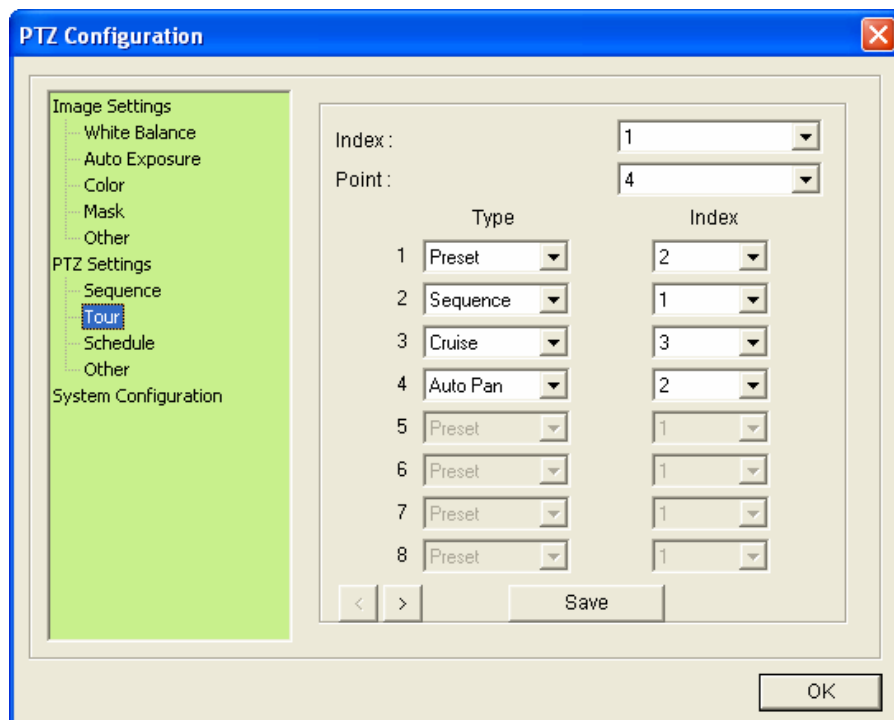 PTZ Configuration
Image Settings
White Balance
Auto Exposure
Color
Mask
Other
PTZ Settings
Sequence
Tour
Schedule
Other
System Configuration
Index : 1
Point : 4
Type Index
1 Preset 2
2 Sequence 1
3 Cruise 3
4 Auto Pan 2
5 Preset 1
6 Preset 1
7 Preset 1
8 Preset 1
< > Save
OK